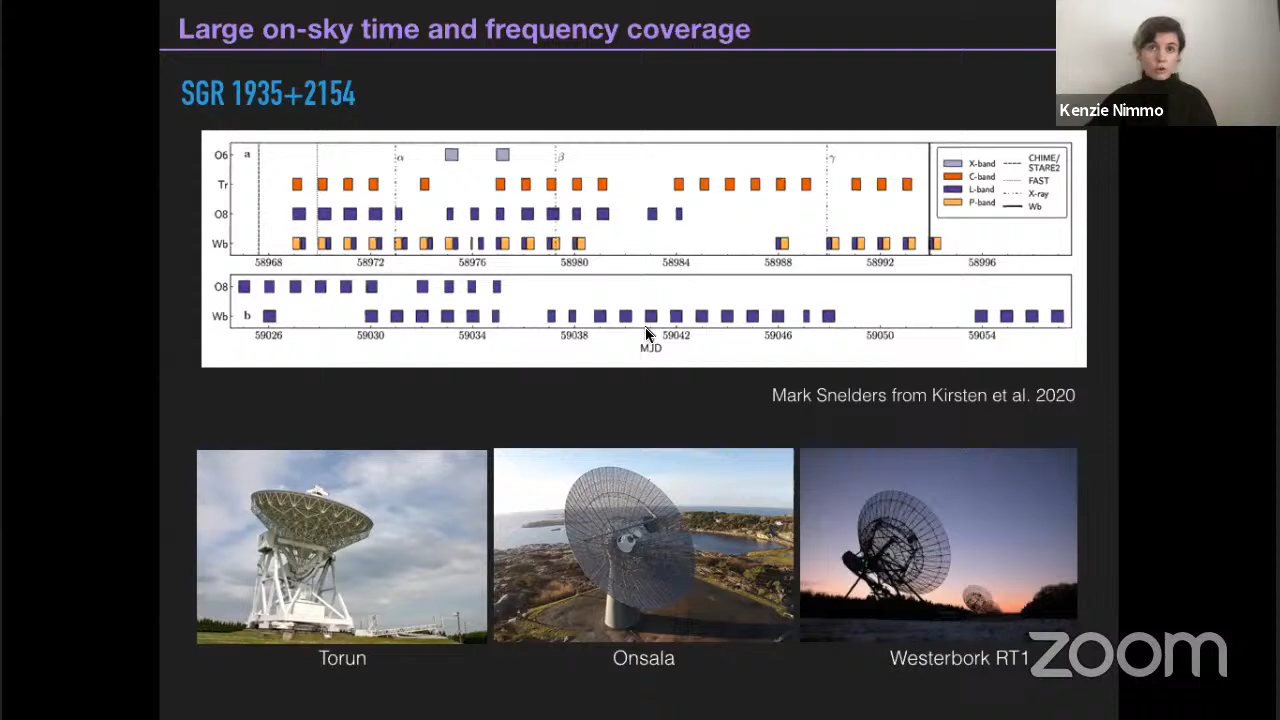 Large on-sky time and frequency coverage
Kenzie Nimmo
SGR 1935+2154
O6 a α β γ
Tr
O8
Wb
58968 58972 58976 58980 58984 58988 58992 58996
X-band
C-band
L-band
P-band
CHIME/
STARE2
FAST
X-ray
Wb
O8
Wb b
59026 59030 59034 59038 59042 59046 59050 59054
MJD
Mark Snelders from Kirsten et al. 2020
Torun Onsala Westerbork RT1
zoom